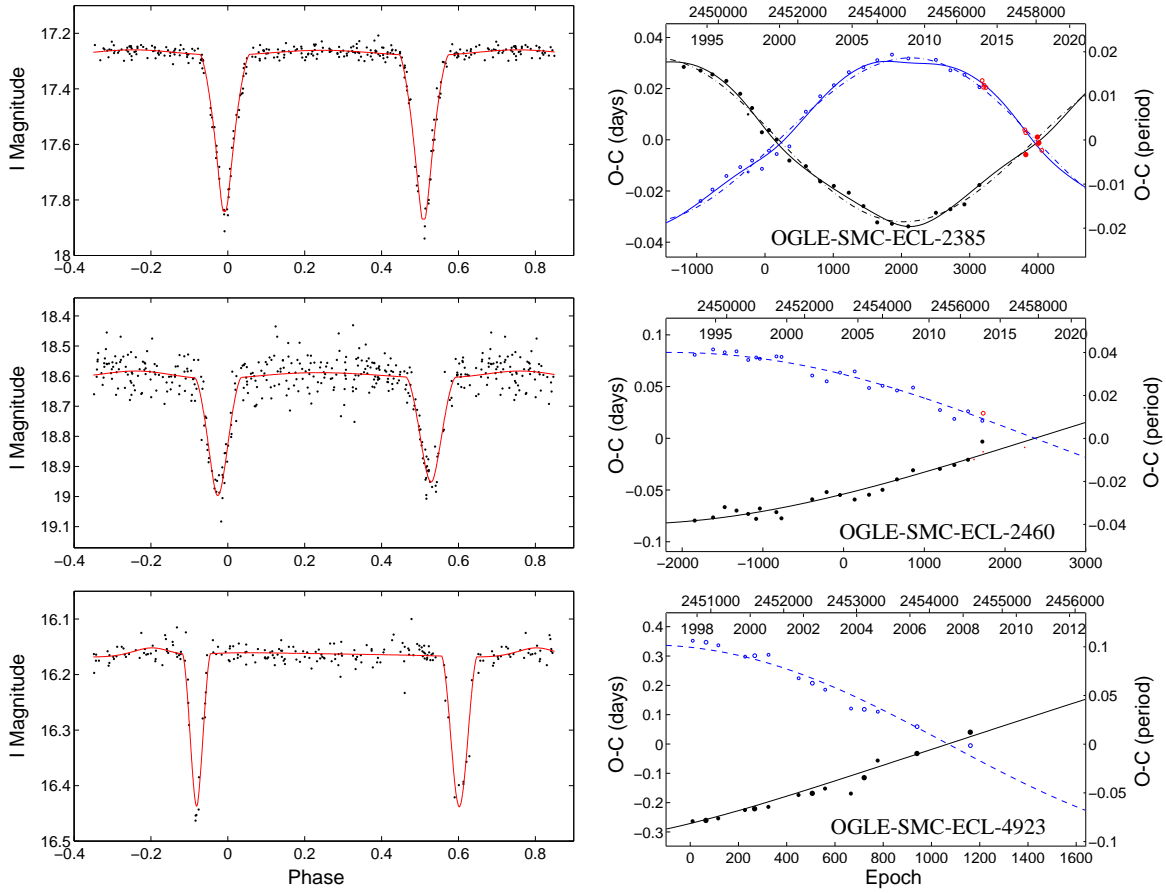 17.2
17.4
17.6
17.8
18
I Magnitude
−0.4 −0.2 0 0.2 0.4 0.6 0.8
2450000 2452000 2454000 2456000 2458000
1995 2000 2005 2010 2015 2020
0.04
0.02
0.0
−0.02
−0.04
O-C (days)
0.02
0.01
0
−0.01
−0.02
O-C (period)
OGLE-SMC-ECL-2385
−1000 0 1000 2000 3000 4000
18.4
18.5
18.6
18.7
18.8
18.9
19
19.1
I Magnitude
−0.4 −0.2 0 0.2 0.4 0.6 0.8
2450000 2452000 2454000 2456000 2458000
1995 2000 2005 2010 2015 2020
0.1
0.05
0
−0.05
−0.1
O-C (days)
0.04
0.02
0.0
−0.02
−0.04
O-C (period)
OGLE-SMC-ECL-2460
−2000 −1000 0 1000 2000 3000
16.1
16.2
16.3
16.4
16.5
I Magnitude
−0.4 −0.2 0 0.2 0.4 0.6 0.8
Phase
2451000 2452000 2453000 2454000 2455000 2456000
1998 2000 2002 2004 2006 2008 2010 2012
0.4
0.3
0.2
0.1
0
−0.1
−0.2
−0.3
O-C (days)
0.1
0.05
0
−0.05
−0.1
O-C (period)
OGLE-SMC-ECL-4923
0 200 400 600 800 1000 1200 1400 1600
Epoch